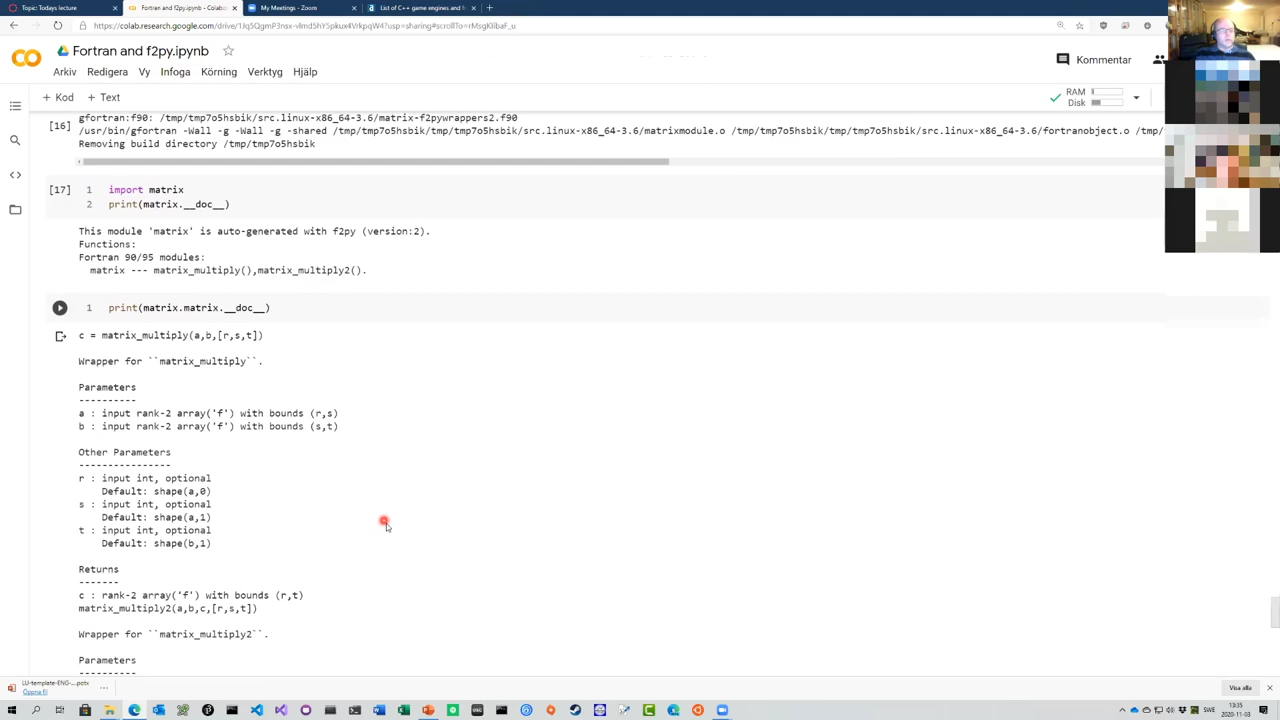 Topic: Todays lecture
Fortran and f2py.ipynb - Colabo
My Meetings - Zoom
List of C++ game engines and f
https://colab.research.google.com/drive/1Jq5QgmP3nsx-vlmd5hY5pkux4VrkpqW4?usp=sharing#scrollTo=rMsgKlibaF_u
Fortran and f2py.ipynb
Arkiv Redigera Vy Infoga Körning Verktyg Hjälp
Kommentar
+ Kod + Text
RAM
Disk
gfortran:f90: /tmp/tmp7o5hsbik/src.linux-x86_64-3.6/matrix-f2pywrappers2.f90
[16] /usr/bin/gfortran -Wall -g -Wall -g -shared /tmp/tmp7o5hsbik/tmp/tmp7o5hsbik/src.linux-x86_64-3.6/matrixmodule.o /tmp/tmp7o5hsbik/tmp/tmp7o5hsbik/src.linux-x86_64-3.6/fortranobject.o /tmp/
Removing build directory /tmp/tmp7o5hsbik
[17] 1 import matrix
2 print(matrix.__doc__)
This module 'matrix' is auto-generated with f2py (version:2).
Functions:
Fortran 90/95 modules:
matrix --- matrix_multiply(),matrix_multiply2().
1 print(matrix.matrix.__doc__)
c = matrix_multiply(a,b,[r,s,t])
Wrapper for ``matrix_multiply``.
Parameters
----------
a : input rank-2 array('f') with bounds (r,s)
b : input rank-2 array('f') with bounds (s,t)
Other Parameters
----------------
r : input int, optional
Default: shape(a,0)
s : input int, optional
Default: shape(a,1)
t : input int, optional
Default: shape(b,1)
Returns
-------
c : rank-2 array('f') with bounds (r,t)
matrix_multiply2(a,b,c,[r,s,t])
Wrapper for ``matrix_multiply2``.
Parameters
----------
LU-template-ENG-....potx
Öppna fil
Visa alla
SWE
13:35
2020-11-03